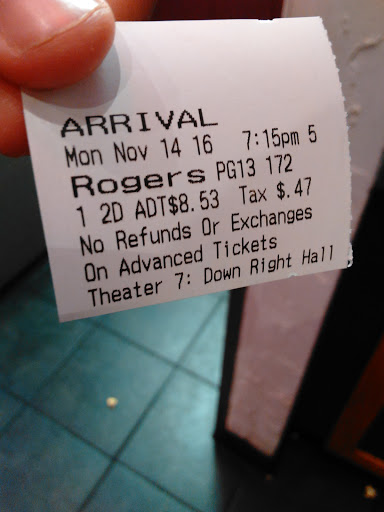 ARRIVAL
Mon Nov 14 16 7:15pm 5
Rogers PG13 172
1 2D ADT$8.53 Tax $.47
No Refunds Or Exchanges
On Advanced Tickets
Theater 7: Down Right Hall